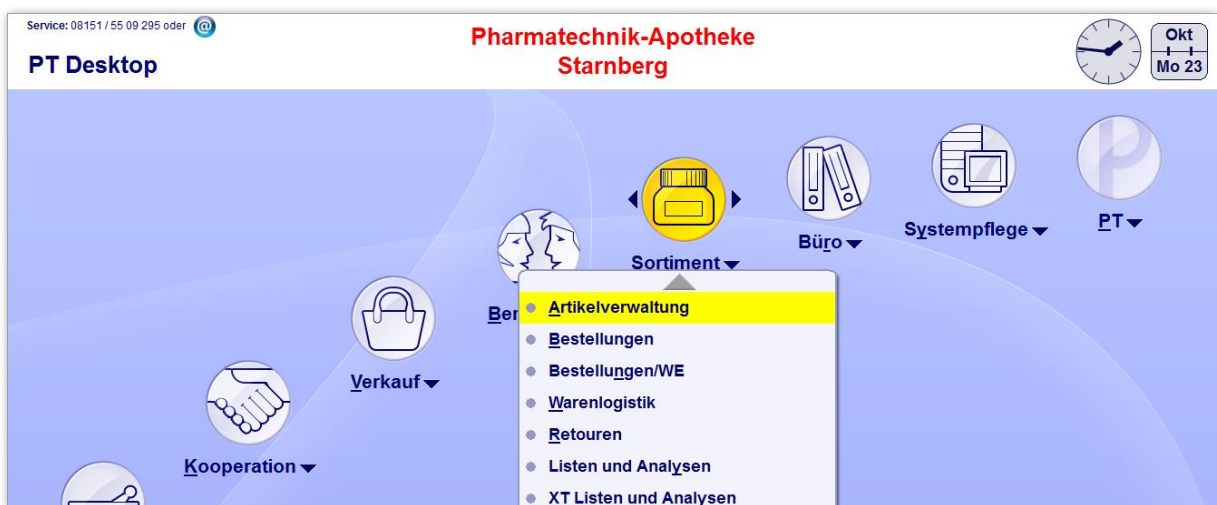 Service: 08151 / 55 09 295 oder @
Pharmatechnik-Apotheke
Starnberg
PT Desktop
Okt
Mo 23
PT
Systempflege
Büro
Sortiment
Ber
Artikelverwaltung
Bestellungen
Bestellungen/WE
Warenlogistik
Retouren
Listen und Analysen
XT Listen und Analysen
Verkauf
Kooperation